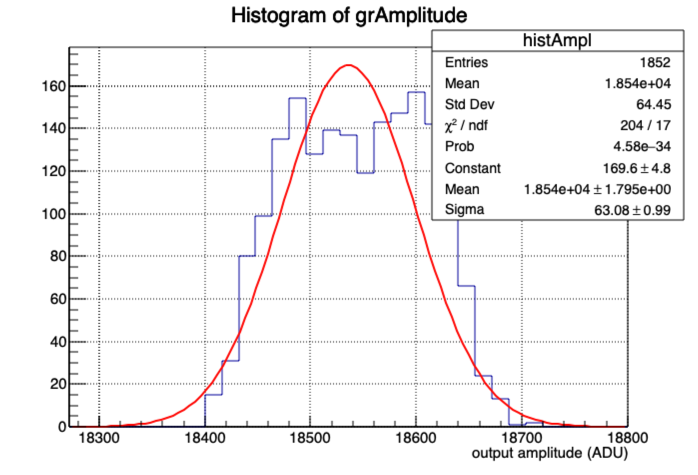 Histogram of grAmplitude
histAmpl
Entries 1852
Mean 1.854e+04
Std Dev 64.45
χ² / ndf 204 / 17
Prob 4.58e−34
Constant 169.6 ± 4.8
Mean 1.854e+04 ± 1.795e+00
Sigma 63.08 ± 0.99
160
140
120
100
80
60
40
20
0
18300 18400 18500 18600 18700 18800
output amplitude (ADU)